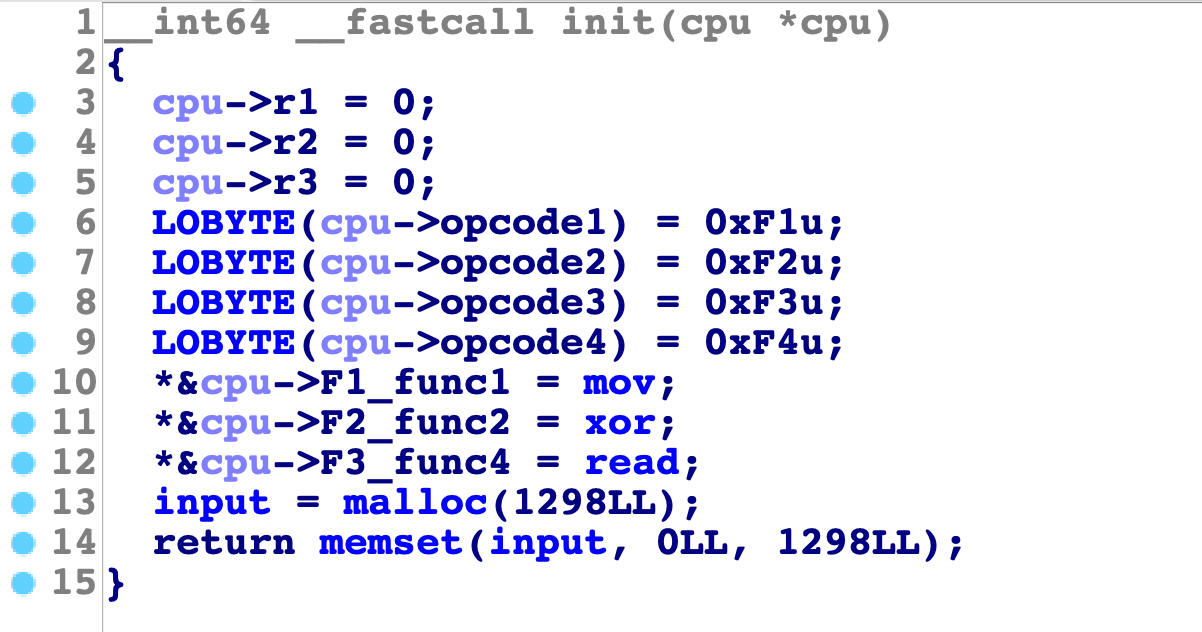 1 __int64 __fastcall init(cpu *cpu)
2 {
3 cpu->r1 = 0;
4 cpu->r2 = 0;
5 cpu->r3 = 0;
6 LOBYTE(cpu->opcode1) = 0xF1u;
7 LOBYTE(cpu->opcode2) = 0xF2u;
8 LOBYTE(cpu->opcode3) = 0xF3u;
9 LOBYTE(cpu->opcode4) = 0xF4u;
10 *&cpu->F1_func1 = mov;
11 *&cpu->F2_func2 = xor;
12 *&cpu->F3_func4 = read;
13 input = malloc(1298LL);
14 return memset(input, 0LL, 1298LL);
15 }